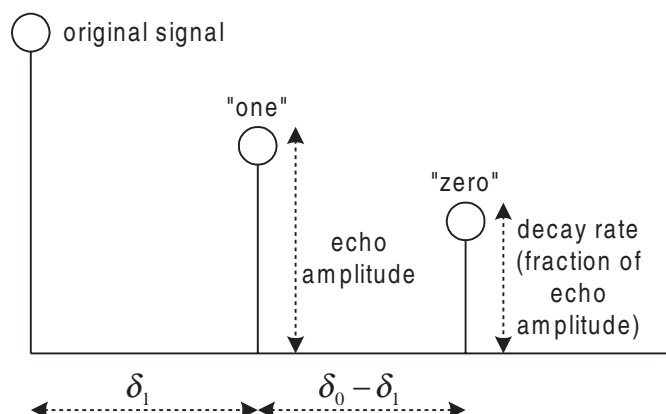 original signal
"one"
"zero"
echo
amplitude
decay rate
(fraction of
echo
amplitude)
δ₁
δ₀ − δ₁